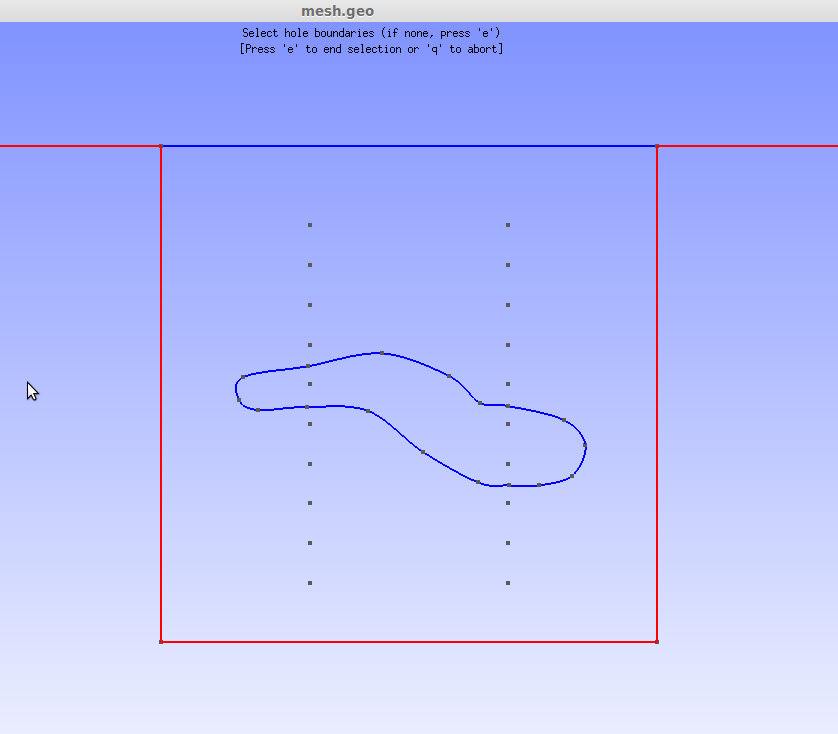 mesh.geo
Select hole boundaries (if none, press 'e')
[Press 'e' to end selection or 'q' to abort]